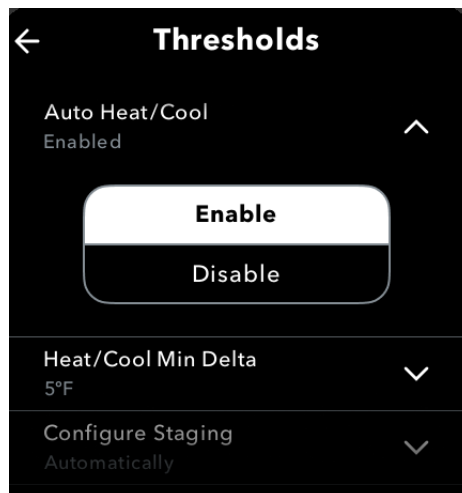 Thresholds
Auto Heat/Cool
Enabled
Enable
Disable
Heat/Cool Min Delta
5°F
Configure Staging
Automatically